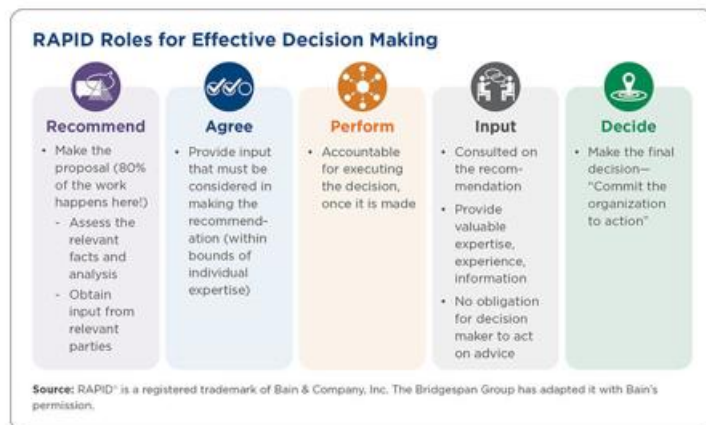 RAPID Roles for Effective Decision Making
Recommend
• Make the
proposal (80%
of the work
happens here!)
- Assess the
relevant
facts and
analysis
- Obtain
input from
relevant
parties
Agree
• Provide input
that must be
considered in
making the
recommend-
ation (within
bounds of
individual
expertise)
Perform
• Accountable
for executing
the decision,
once it is made
Input
• Consulted on
the recom-
mendation
• Provide
valuable
expertise,
experience,
information
• No obligation
for decision
maker to act
on advice
Decide
• Make the final
decision—
"Commit the
organization
to action"
Source: RAPID® is a registered trademark of Bain & Company, Inc. The Bridgespan Group has adapted it with Bain's
permission.